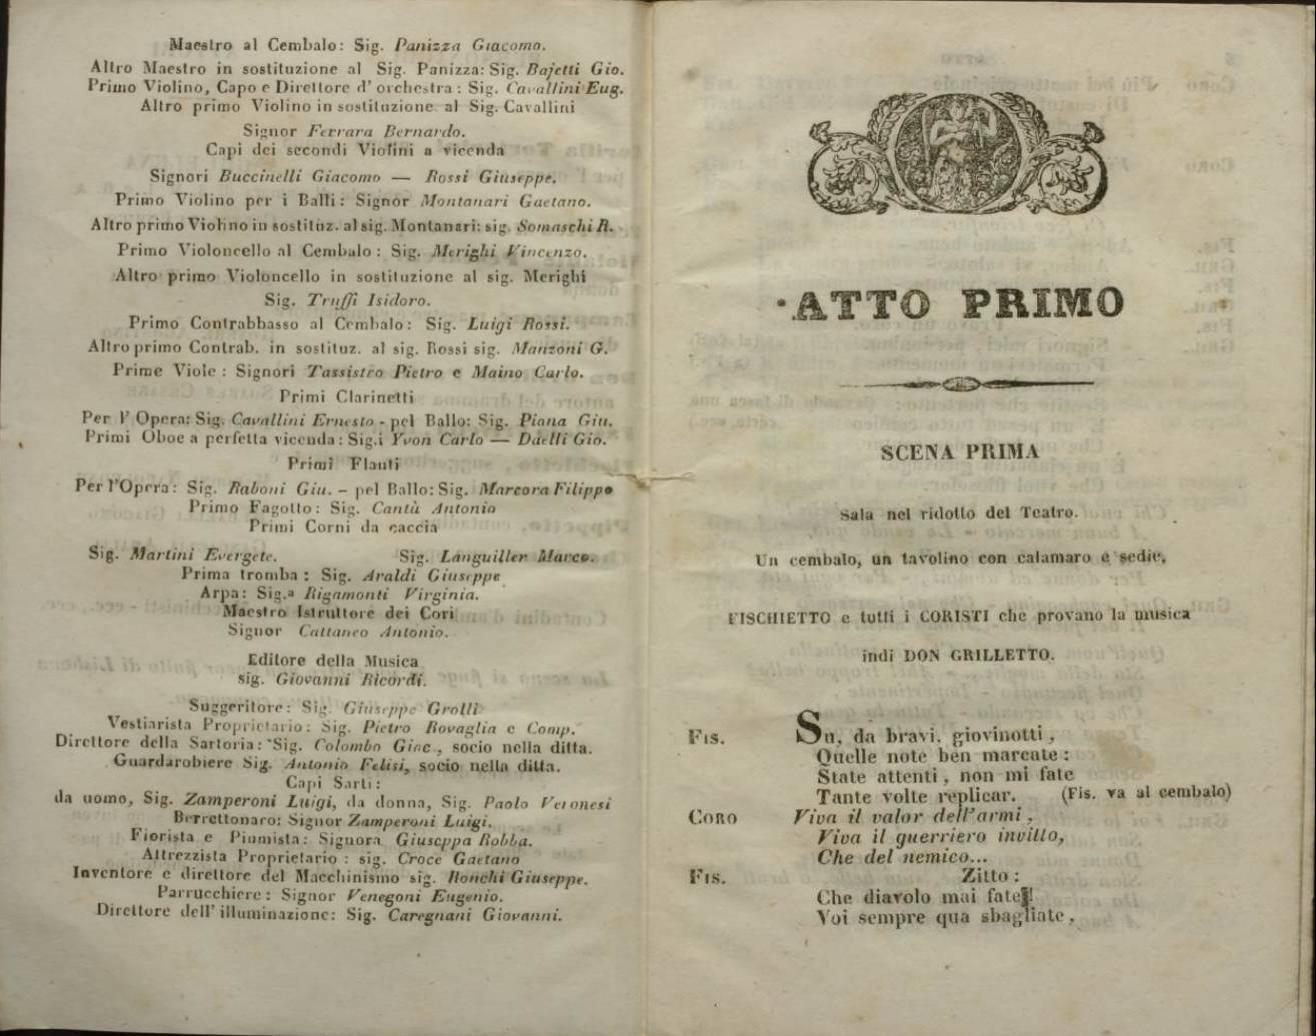 Maestro al Cembalo: Sig. Panizza Giacomo.
Altro Maestro in sostituzione al Sig. Panizza: Sig. Bajetti Gio.
Primo Violino, Capo e Direttore d'orchestra: Sig. Cavallini Eug.
Altro primo Violino in sostituzione al Sig. Cavallini
Signor Ferrara Bernardo.
Capi dei secondi Violini a vicenda
Signori Buccinelli Giacomo — Rossi Giuseppe.
Primo Violino per i Balli: Signor Montanari Gaetano.
Altro primo Violino in sostituz. al sig. Montanari: sig. Somaschi R.
Primo Violoncello al Cembalo: Sig. Merighi Vincenzo.
Altro primo Violoncello in sostituzione al sig. Merighi
Sig. Truffi Isidoro.
Primo Contrabbasso al Cembalo: Sig. Luigi Rossi.
Altro primo Contrab. in sostituz. al sig. Rossi sig. Manzoni G.
Prime Viole: Signori Tassistro Pietro e Maino Carlo.
Primi Clarinetti
Per l'Opera: Sig. Cavallini Ernesto - pel Ballo: Sig. Piana Giu.
Primi Oboe a perfetta vicenda: Sig.i Yvon Carlo — Daelli Gio.
Primi Flauti
Per l'Opera: Sig. Raboni Giu. - pel Ballo: Sig. Marcora Filippo
Primo Fagotto: Sig. Cantù Antonio
Primi Corni da caccia
Sig. Martini Evergete. Sig. Languiller Marco.
Prima tromba: Sig. Araldi Giuseppe
Arpa: Sig.a Rigamonti Virginia.
Maestro Istruttore dei Cori
Signor Cattaneo Antonio.
Editore della Musica
sig. Giovanni Ricordi.
Suggeritore: Sig. Giuseppe Grolli
Vestiarista Proprietario: Sig. Pietro Rovaglia e Comp.
Direttore della Sartoria: Sig. Colombo Giac., socio nella ditta.
Guardarobiere Sig. Antonio Felisi, socio nella ditta.
Capi Sarti:
da uomo, Sig. Zamperoni Luigi, da donna, Sig. Paolo Veronesi
Berrettonaro: Signor Zamperoni Luigi.
Fiorista e Piumista: Signora Giuseppa Robba.
Attrezzista Proprietario: sig. Croce Gaetano
Inventore e direttore del Macchinismo sig. Ronchi Giuseppe.
Parrucchiere: Signor Venegoni Eugenio.
Direttore dell'illuminazione: Sig. Caregnani Giovanni.
ATTO PRIMO
SCENA PRIMA
Sala nel ridotto del Teatro.
Un cembalo, un tavolino con calamaro e sedie.
FISCHIETTO e tutti i CORISTI che provano la musica
indi DON GRILLETTO.
Fis. Su, da bravi, giovinotti,
Quelle note ben marcate:
State attenti, non mi fate
Tante volte replicar. (Fis. va al cembalo)
Coro Viva il valor dell'armi,
Viva il guerriero invitto,
Che del nemico...
Fis. Zitto:
Che diavolo mai fate!
Voi sempre qua sbagliate,